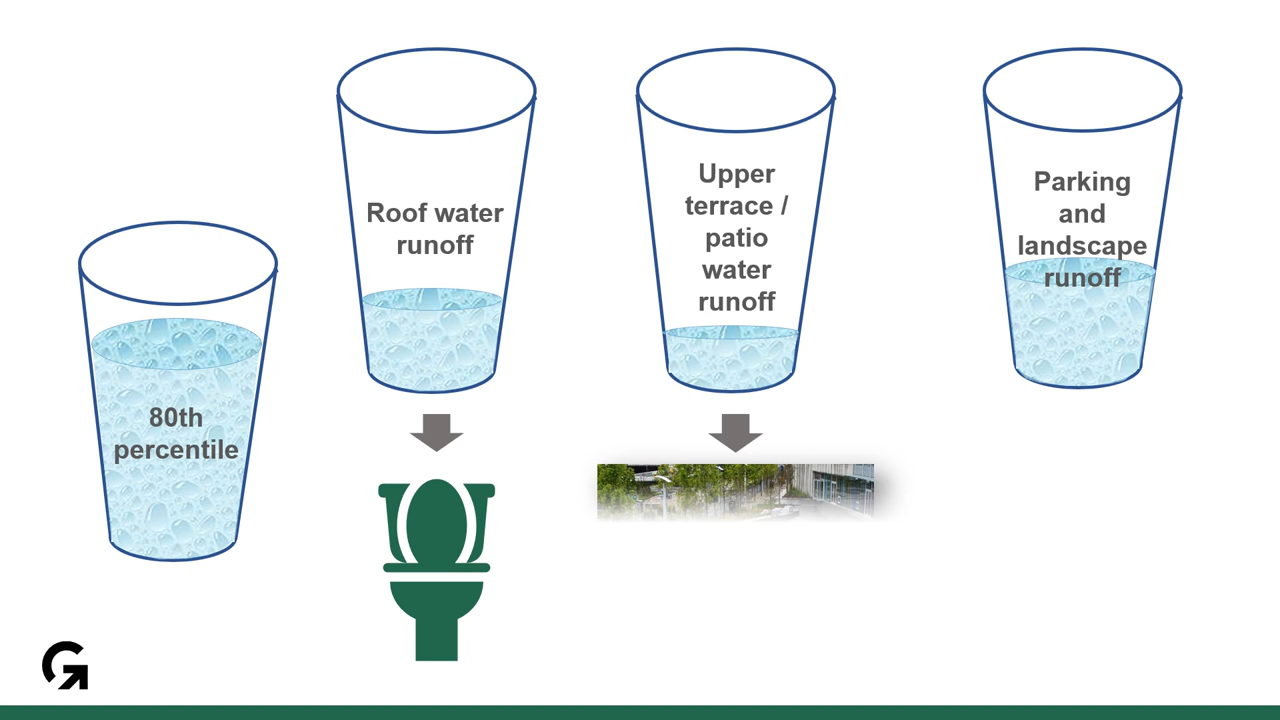 80th
percentile
Roof water
runoff
Upper
terrace /
patio
water
runoff
Parking
and
landscape
runoff